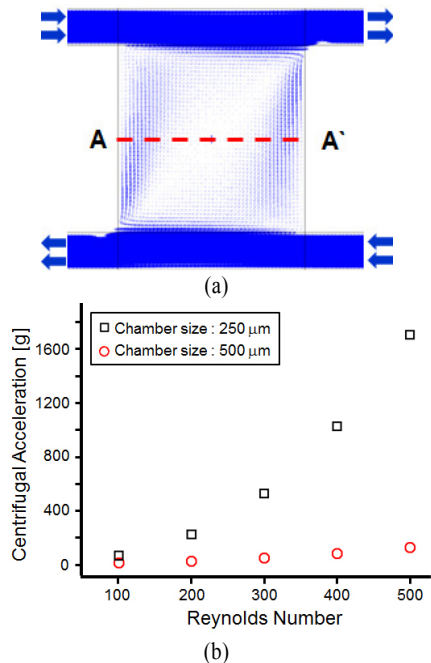 A A`
(a)
Chamber size : 250 μm
Chamber size : 500 μm
Centrifugal Acceleration [g]
1600
1200
800
400
0
100 200 300 400 500
Reynolds Number
(b)